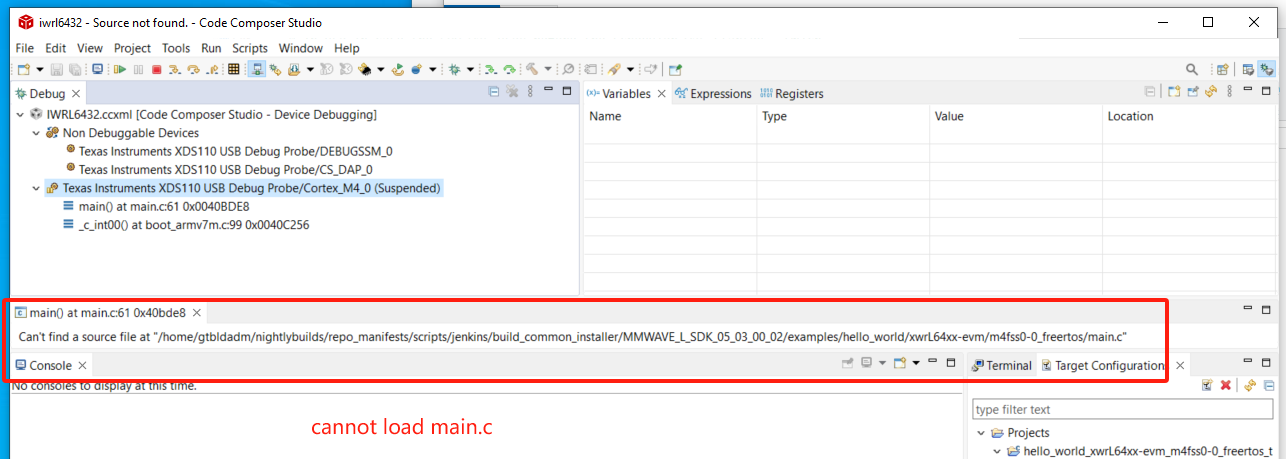 iwrl6432 - Source not found. - Code Composer Studio
File Edit View Project Tools Run Scripts Window Help
Debug
Variables Expressions Registers
IWRL6432.ccxml [Code Composer Studio - Device Debugging]
Non Debuggable Devices
Texas Instruments XDS110 USB Debug Probe/DEBUGSSM_0
Texas Instruments XDS110 USB Debug Probe/CS_DAP_0
Texas Instruments XDS110 USB Debug Probe/Cortex_M4_0 (Suspended)
main() at main.c:61 0x0040BDE8
_c_int00() at boot_armv7m.c:99 0x0040C256
Name Type Value Location
main() at main.c:61 0x40bde8
Can't find a source file at "/home/gtbldadm/nightlybuilds/repo_manifests/scripts/jenkins/build_common_installer/MMWAVE_L_SDK_05_03_00_02/examples/hello_world/xwrL64xx-evm/m4fss0-0_freertos/main.c"
Console
Terminal Target Configuration
No consoles to display at this time.
type filter text
cannot load main.c
Projects
hello_world_xwrL64xx-evm_m4fss0-0_freertos_t